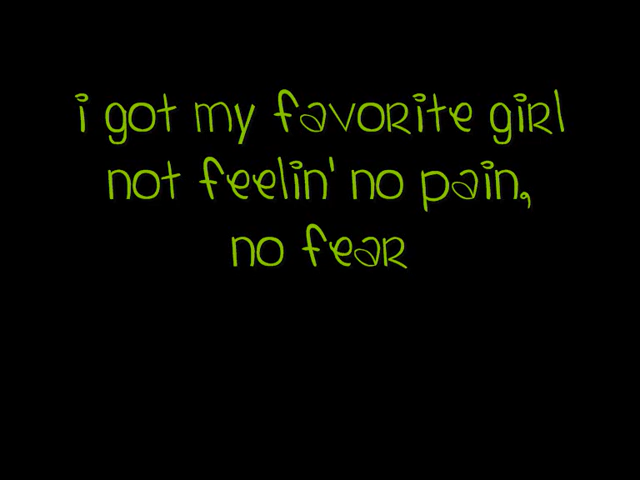 i got my favorite girl
not feelin' no pain,
no fear